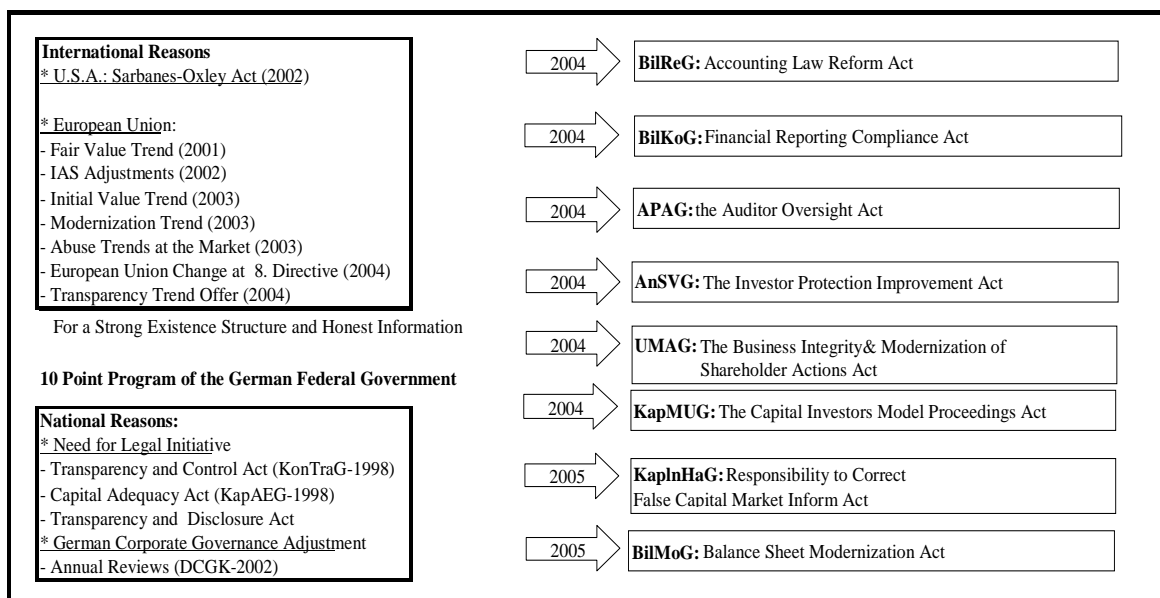 International Reasons
* U.S.A.: Sarbanes-Oxley Act (2002)
* European Union:
- Fair Value Trend (2001)
- IAS Adjustments (2002)
- Initial Value Trend (2003)
- Modernization Trend (2003)
- Abuse Trends at the Market (2003)
- European Union Change at 8. Directive (2004)
- Transparency Trend Offer (2004)
For a Strong Existence Structure and Honest Information
10 Point Program of the German Federal Government
National Reasons:
* Need for Legal Initiative
- Transparency and Control Act (KonTraG-1998)
- Capital Adequacy Act (KapAEG-1998)
- Transparency and Disclosure Act
* German Corporate Governance Adjustment
- Annual Reviews (DCGK-2002)
2004 BilReG: Accounting Law Reform Act
2004 BilKoG: Financial Reporting Compliance Act
2004 APAG: the Auditor Oversight Act
2004 AnSVG: The Investor Protection Improvement Act
2004 UMAG: The Business Integrity& Modernization of
Shareholder Actions Act
2004 KapMUG: The Capital Investors Model Proceedings Act
2005 KaplnHaG: Responsibility to Correct
False Capital Market Inform Act
2005 BilMoG: Balance Sheet Modernization Act